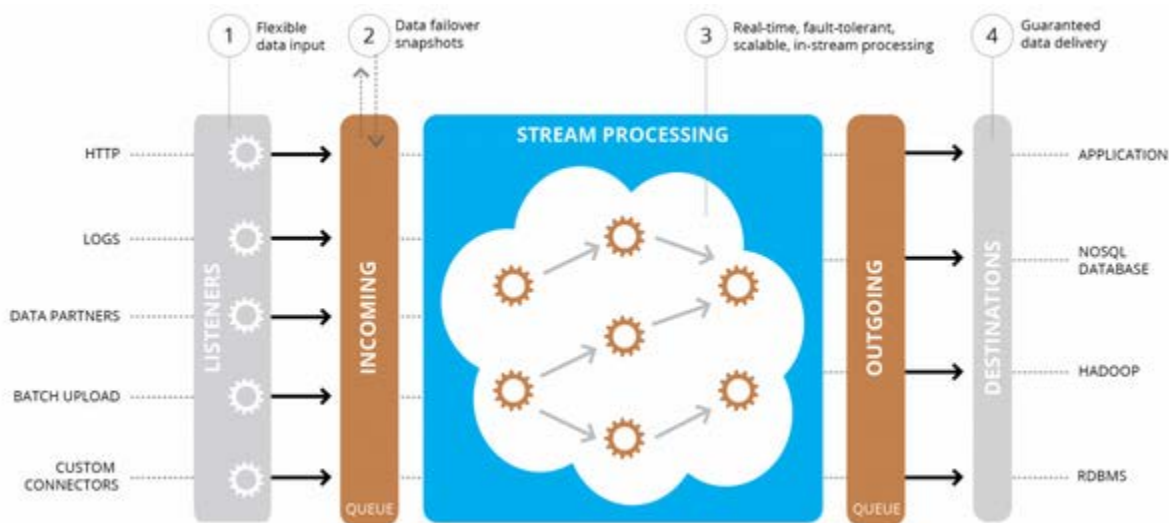 1
Flexible
data input
2
Data failover
snapshots
3
Real-time, fault-tolerant,
scalable, in-stream processing
4
Guaranteed
data delivery
HTTP
LOGS
DATA PARTNERS
BATCH UPLOAD
CUSTOM
CONNECTORS
LISTENERS
INCOMING
QUEUE
STREAM PROCESSING
OUTGOING
QUEUE
DESTINATIONS
APPLICATION
NOSQL
DATABASE
HADOOP
RDBMS